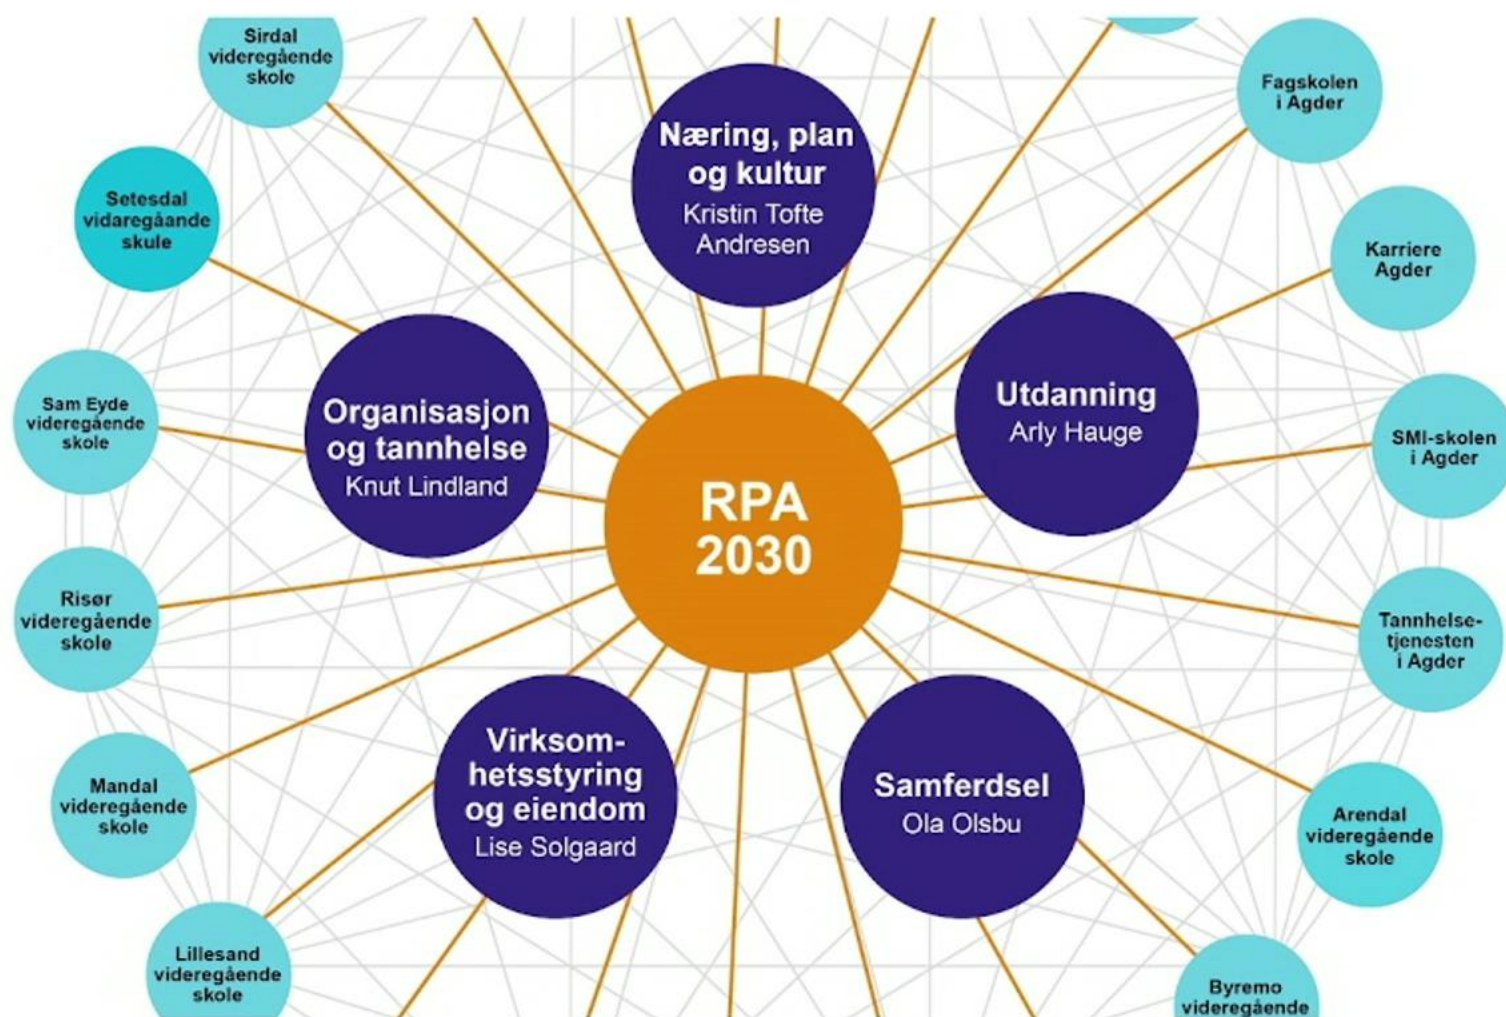 Sirdal
videregående
skole
Fagskolen
i Agder
Næring, plan
og kultur
Kristin Tofte
Andresen
Setesdal
vidaregåande
skule
Karriere
Agder
Utdanning
Arly Hauge
Organisasjon
og tannhelse
Knut Lindland
Sam Eyde
videregående
skole
SMI-skolen
i Agder
RPA
2030
Risør
videregående
skole
Tannhelse-
tjenesten
i Agder
Virksom-
hetsstyring
og eiendom
Lise Solgaard
Samferdsel
Ola Olsbu
Mandal
videregående
skole
Arendal
videregående
skole
Lillesand
videregående
skole
Byremo
videregående